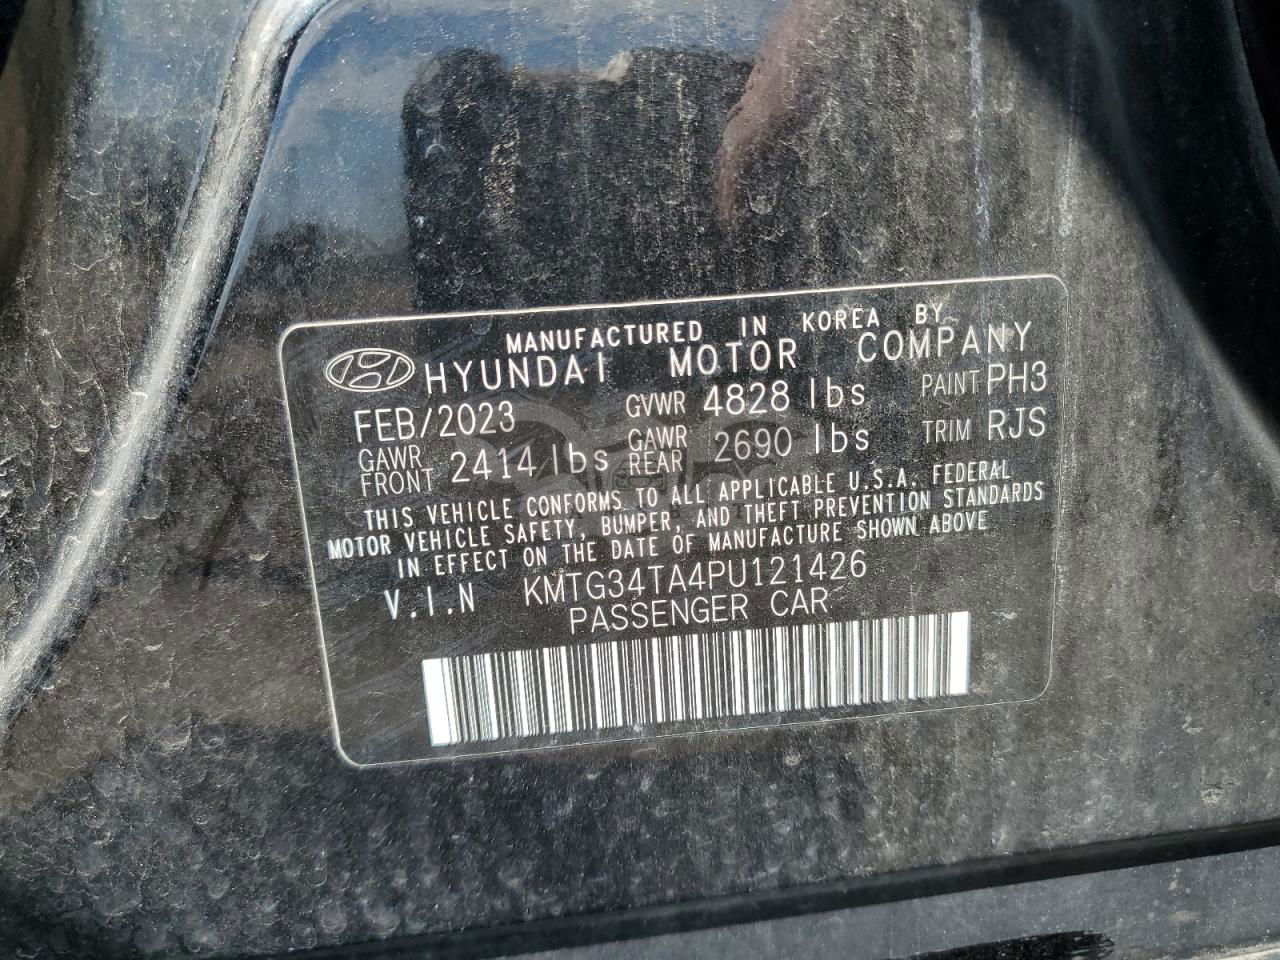 MANUFACTURED IN KOREA BY
HYUNDAI MOTOR COMPANY
FEB/2023 GVWR 4828 lbs PAINT PH3
GAWR FRONT 2414 lbs GAWR REAR 2690 lbs TRIM RJS
THIS VEHICLE CONFORMS TO ALL APPLICABLE U.S.A. FEDERAL
MOTOR VEHICLE SAFETY, BUMPER, AND THEFT PREVENTION STANDARDS
IN EFFECT ON THE DATE OF MANUFACTURE SHOWN ABOVE
V.I.N KMTG34TA4PU121426
PASSENGER CAR